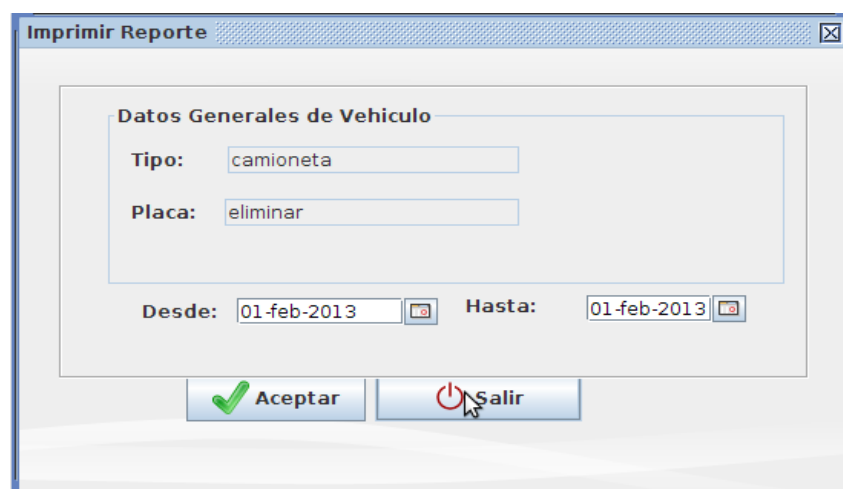 Imprimir Reporte
Datos Generales de Vehiculo
Tipo: camioneta
Placa: eliminar
Desde: 01-feb-2013 Hasta: 01-feb-2013
Aceptar Salir